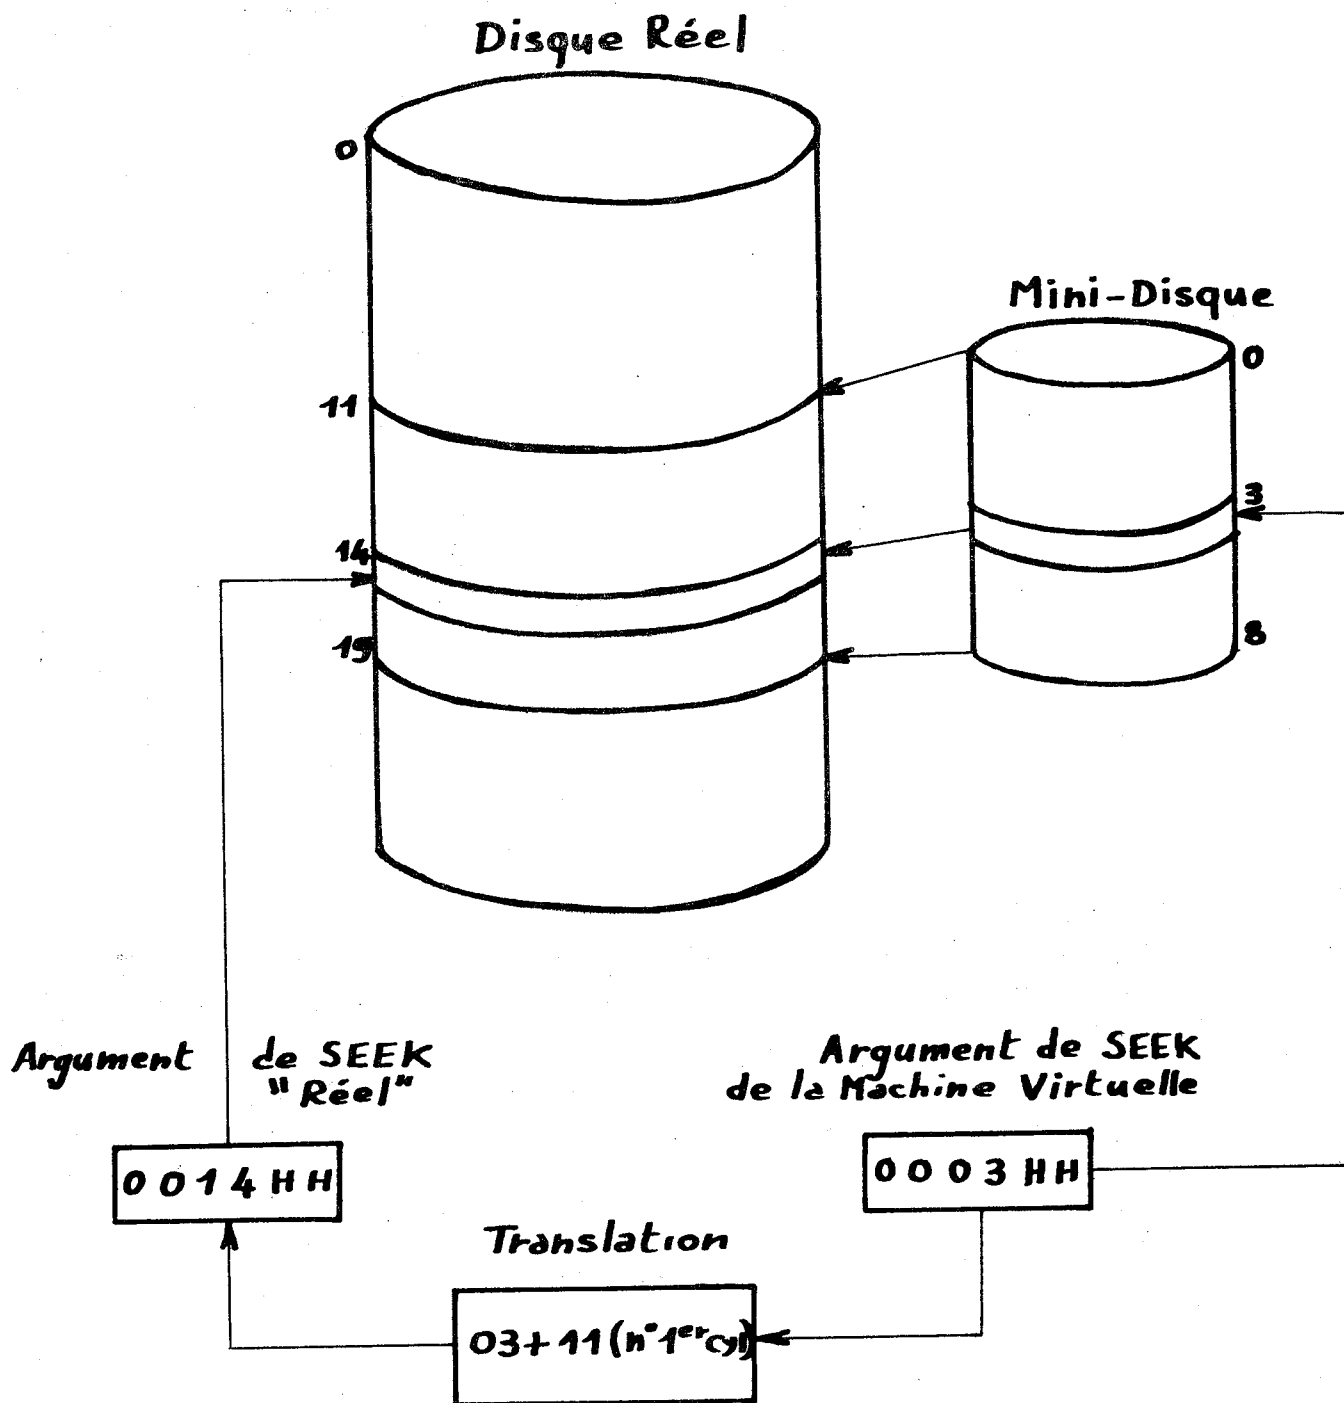 Disque Réel
0
11
14
19
Mini-Disque
0
3
8
Argument de SEEK
"Réel"
0014HH
Argument de SEEK
de la Machine Virtuelle
0003HH
Translation
03+11(n°1er cyl)